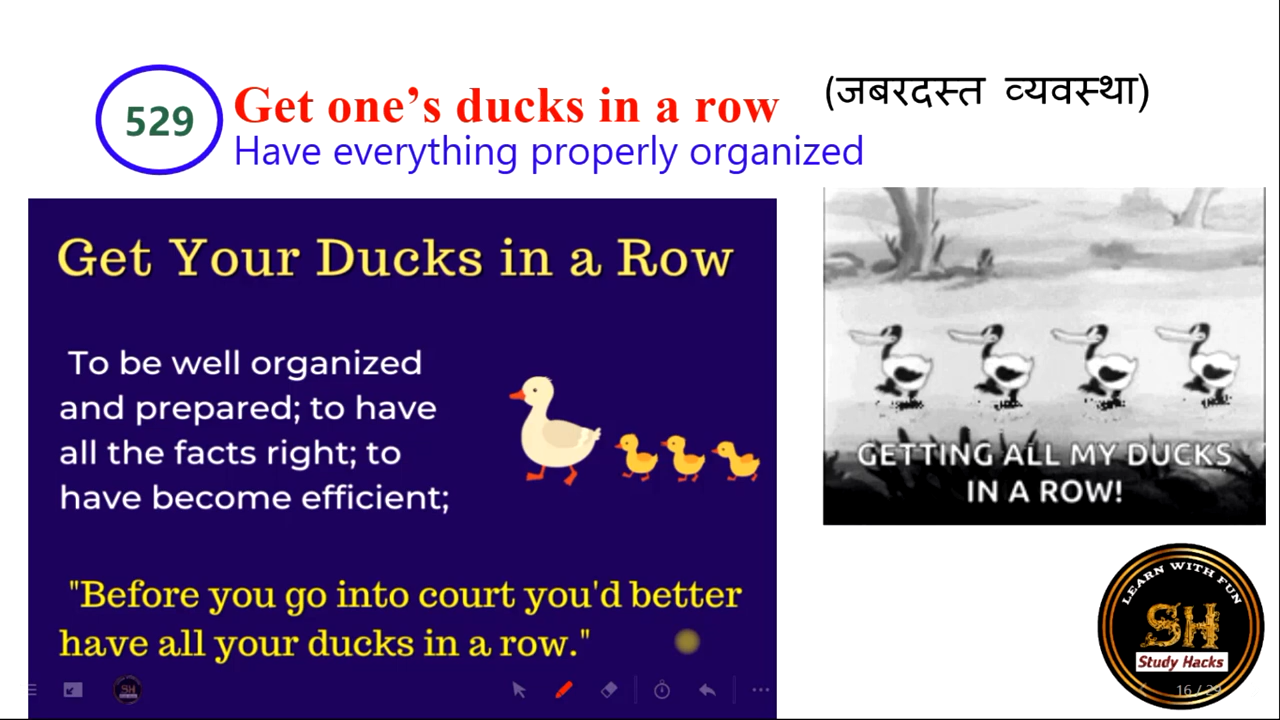 529
Get one’s ducks in a row
(जबरदस्त व्यवस्था)
Have everything properly organized
Get Your Ducks in a Row
To be well organized
and prepared; to have
all the facts right; to
have become efficient;
"Before you go into court you'd better
have all your ducks in a row."
GETTING ALL MY DUCKS
IN A ROW!
LEARN WITH FUN
SH
Study Hacks
SH